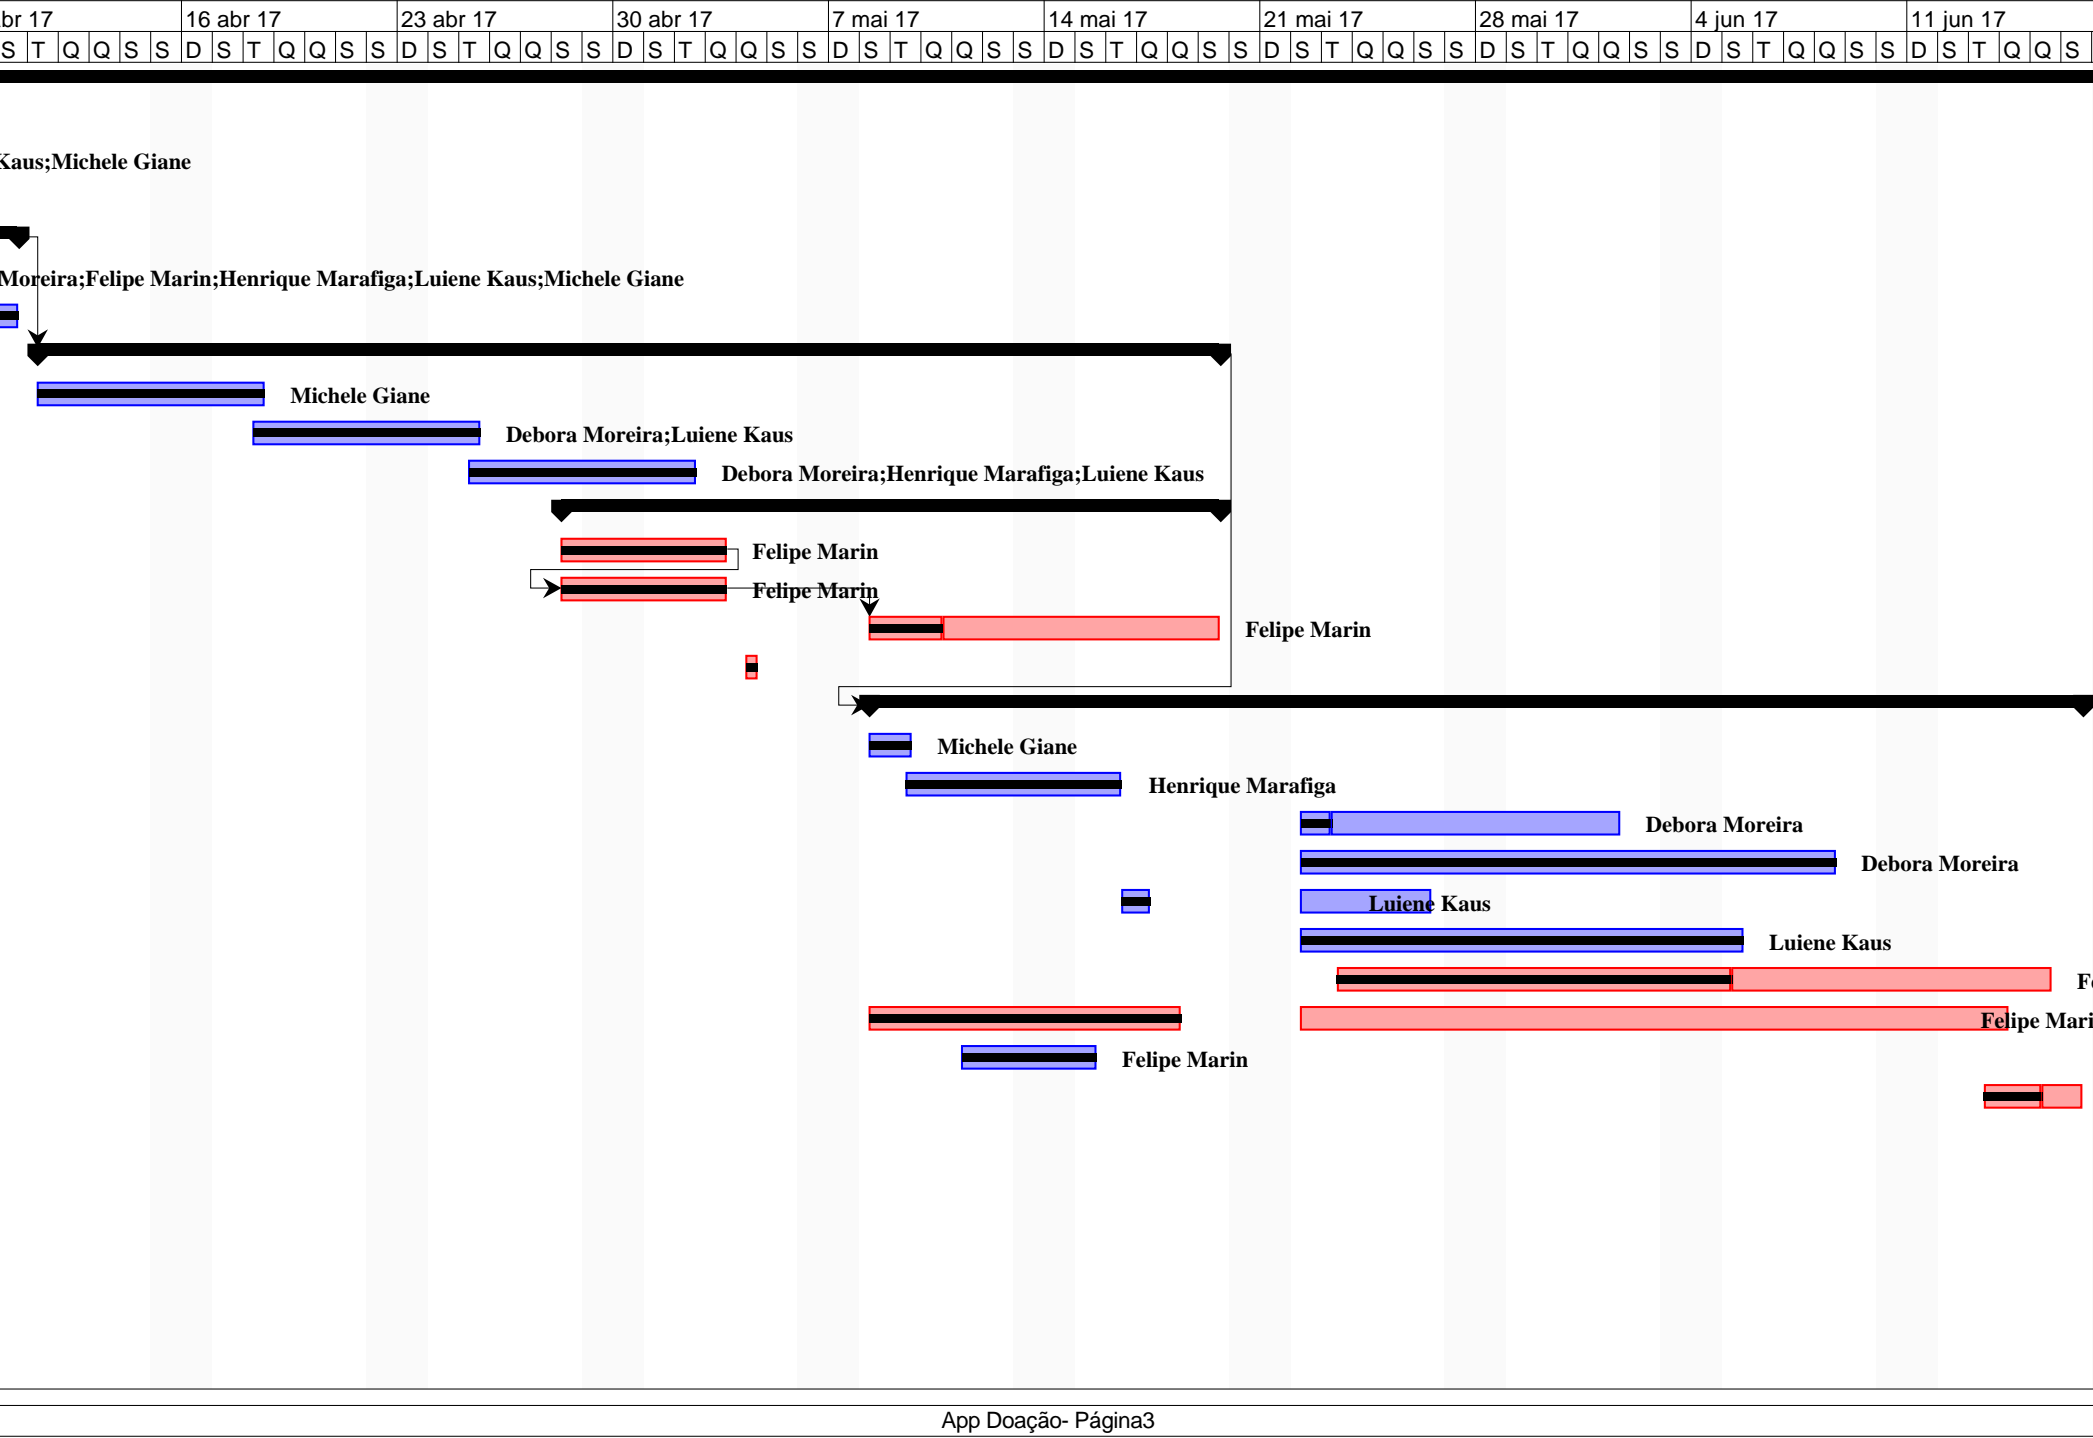 br 17 16 abr 17 23 abr 17 30 abr 17 7 mai 17 14 mai 17 21 mai 17 28 mai 17 4 jun 17 11 jun 17
S T Q Q S S D S T Q Q S S D S T Q Q S S D S T Q Q S S D S T Q Q S S D S T Q Q S S D S T Q Q S S D S T Q Q S S D S T Q Q S S D S T Q Q S
Kaus;Michele Giane
Moreira;Felipe Marin;Henrique Marafiga;Luiene Kaus;Michele Giane
Michele Giane
Debora Moreira;Luiene Kaus
Debora Moreira;Henrique Marafiga;Luiene Kaus
Felipe Marin
Felipe Marin
Felipe Marin
Michele Giane
Henrique Marafiga
Debora Moreira
Debora Moreira
Luiene Kaus
Luiene Kaus
Fe
Felipe Mari
Felipe Marin
App Doação- Página3